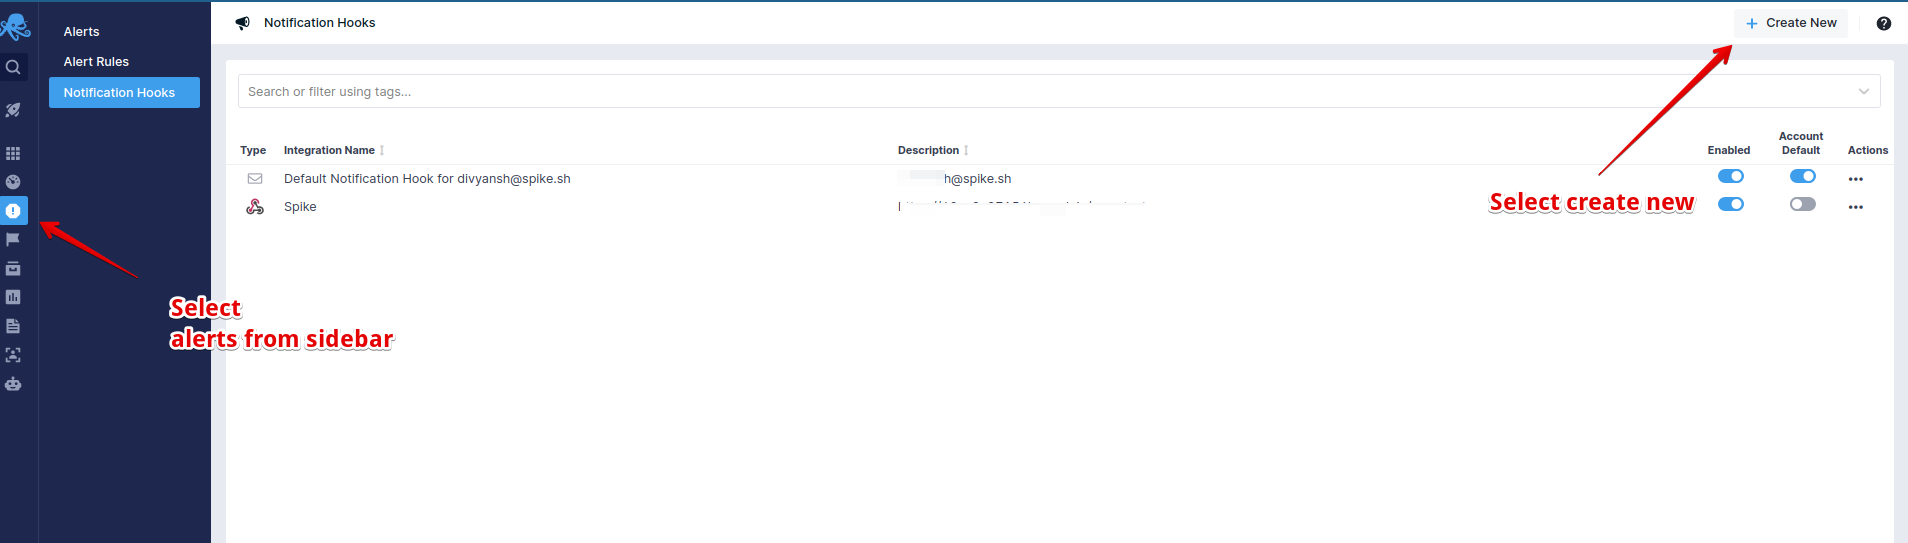 Alerts
Alert Rules
Notification Hooks
Notification Hooks
+ Create New
Search or filter using tags...
Type Integration Name Description Enabled Account Default Actions
Default Notification Hook for divyansh@spike.sh h@spike.sh
Spike
Select create new
Select
alerts from sidebar